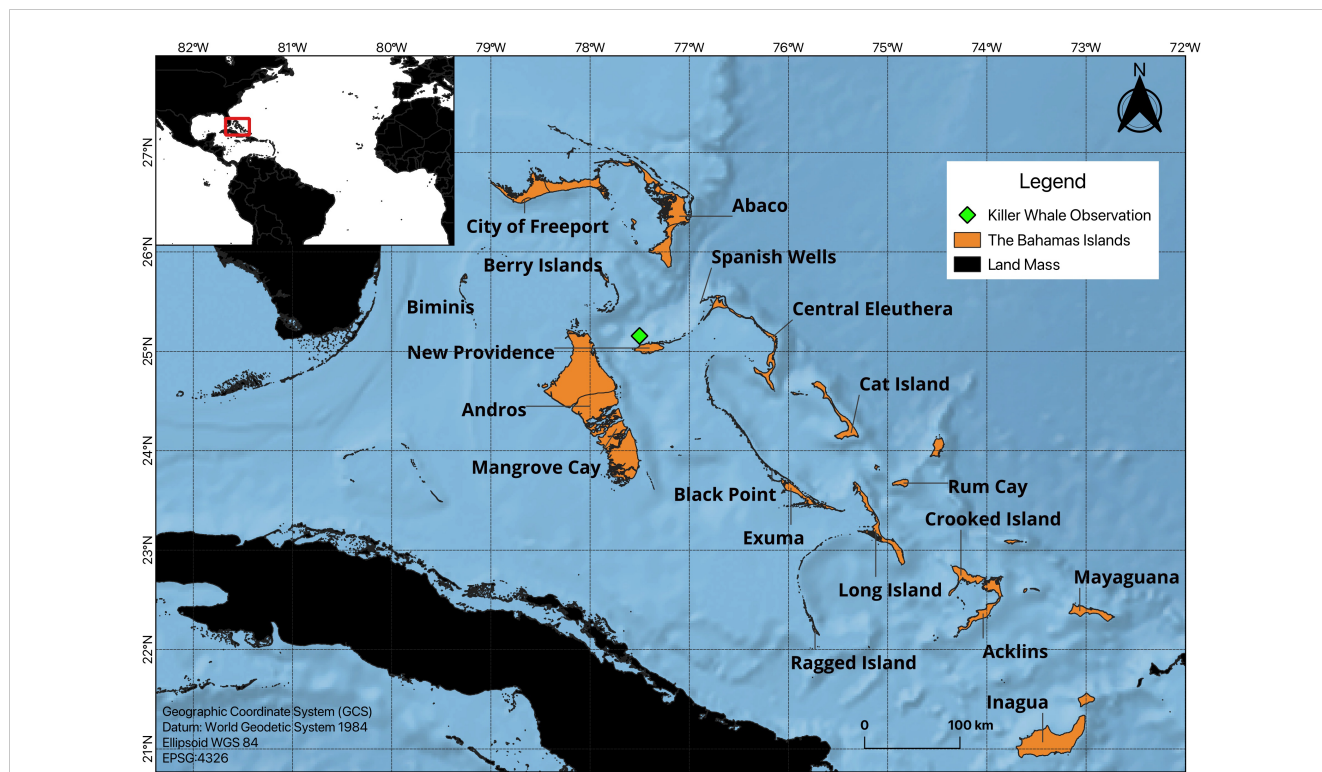 82°W 81°W 80°W 79°W 78°W 77°W 76°W 75°W 74°W 73°W 72°W
N
27°N
Legend
Killer Whale Observation
The Bahamas Islands
Land Mass
Abaco
City of Freeport
26°N
Spanish Wells
Berry Islands
Biminis
Central Eleuthera
25°N
New Providence
Cat Island
Andros
24°N
Mangrove Cay
Rum Cay
Black Point
Crooked Island
Exuma
23°N
Mayaguana
Long Island
22°N
Acklins
Ragged Island
Inagua
Geographic Coordinate System (GCS)
Datum: World Geodetic System 1984
Ellipsoid WGS 84
EPSG:4326
0 100 km
21°N